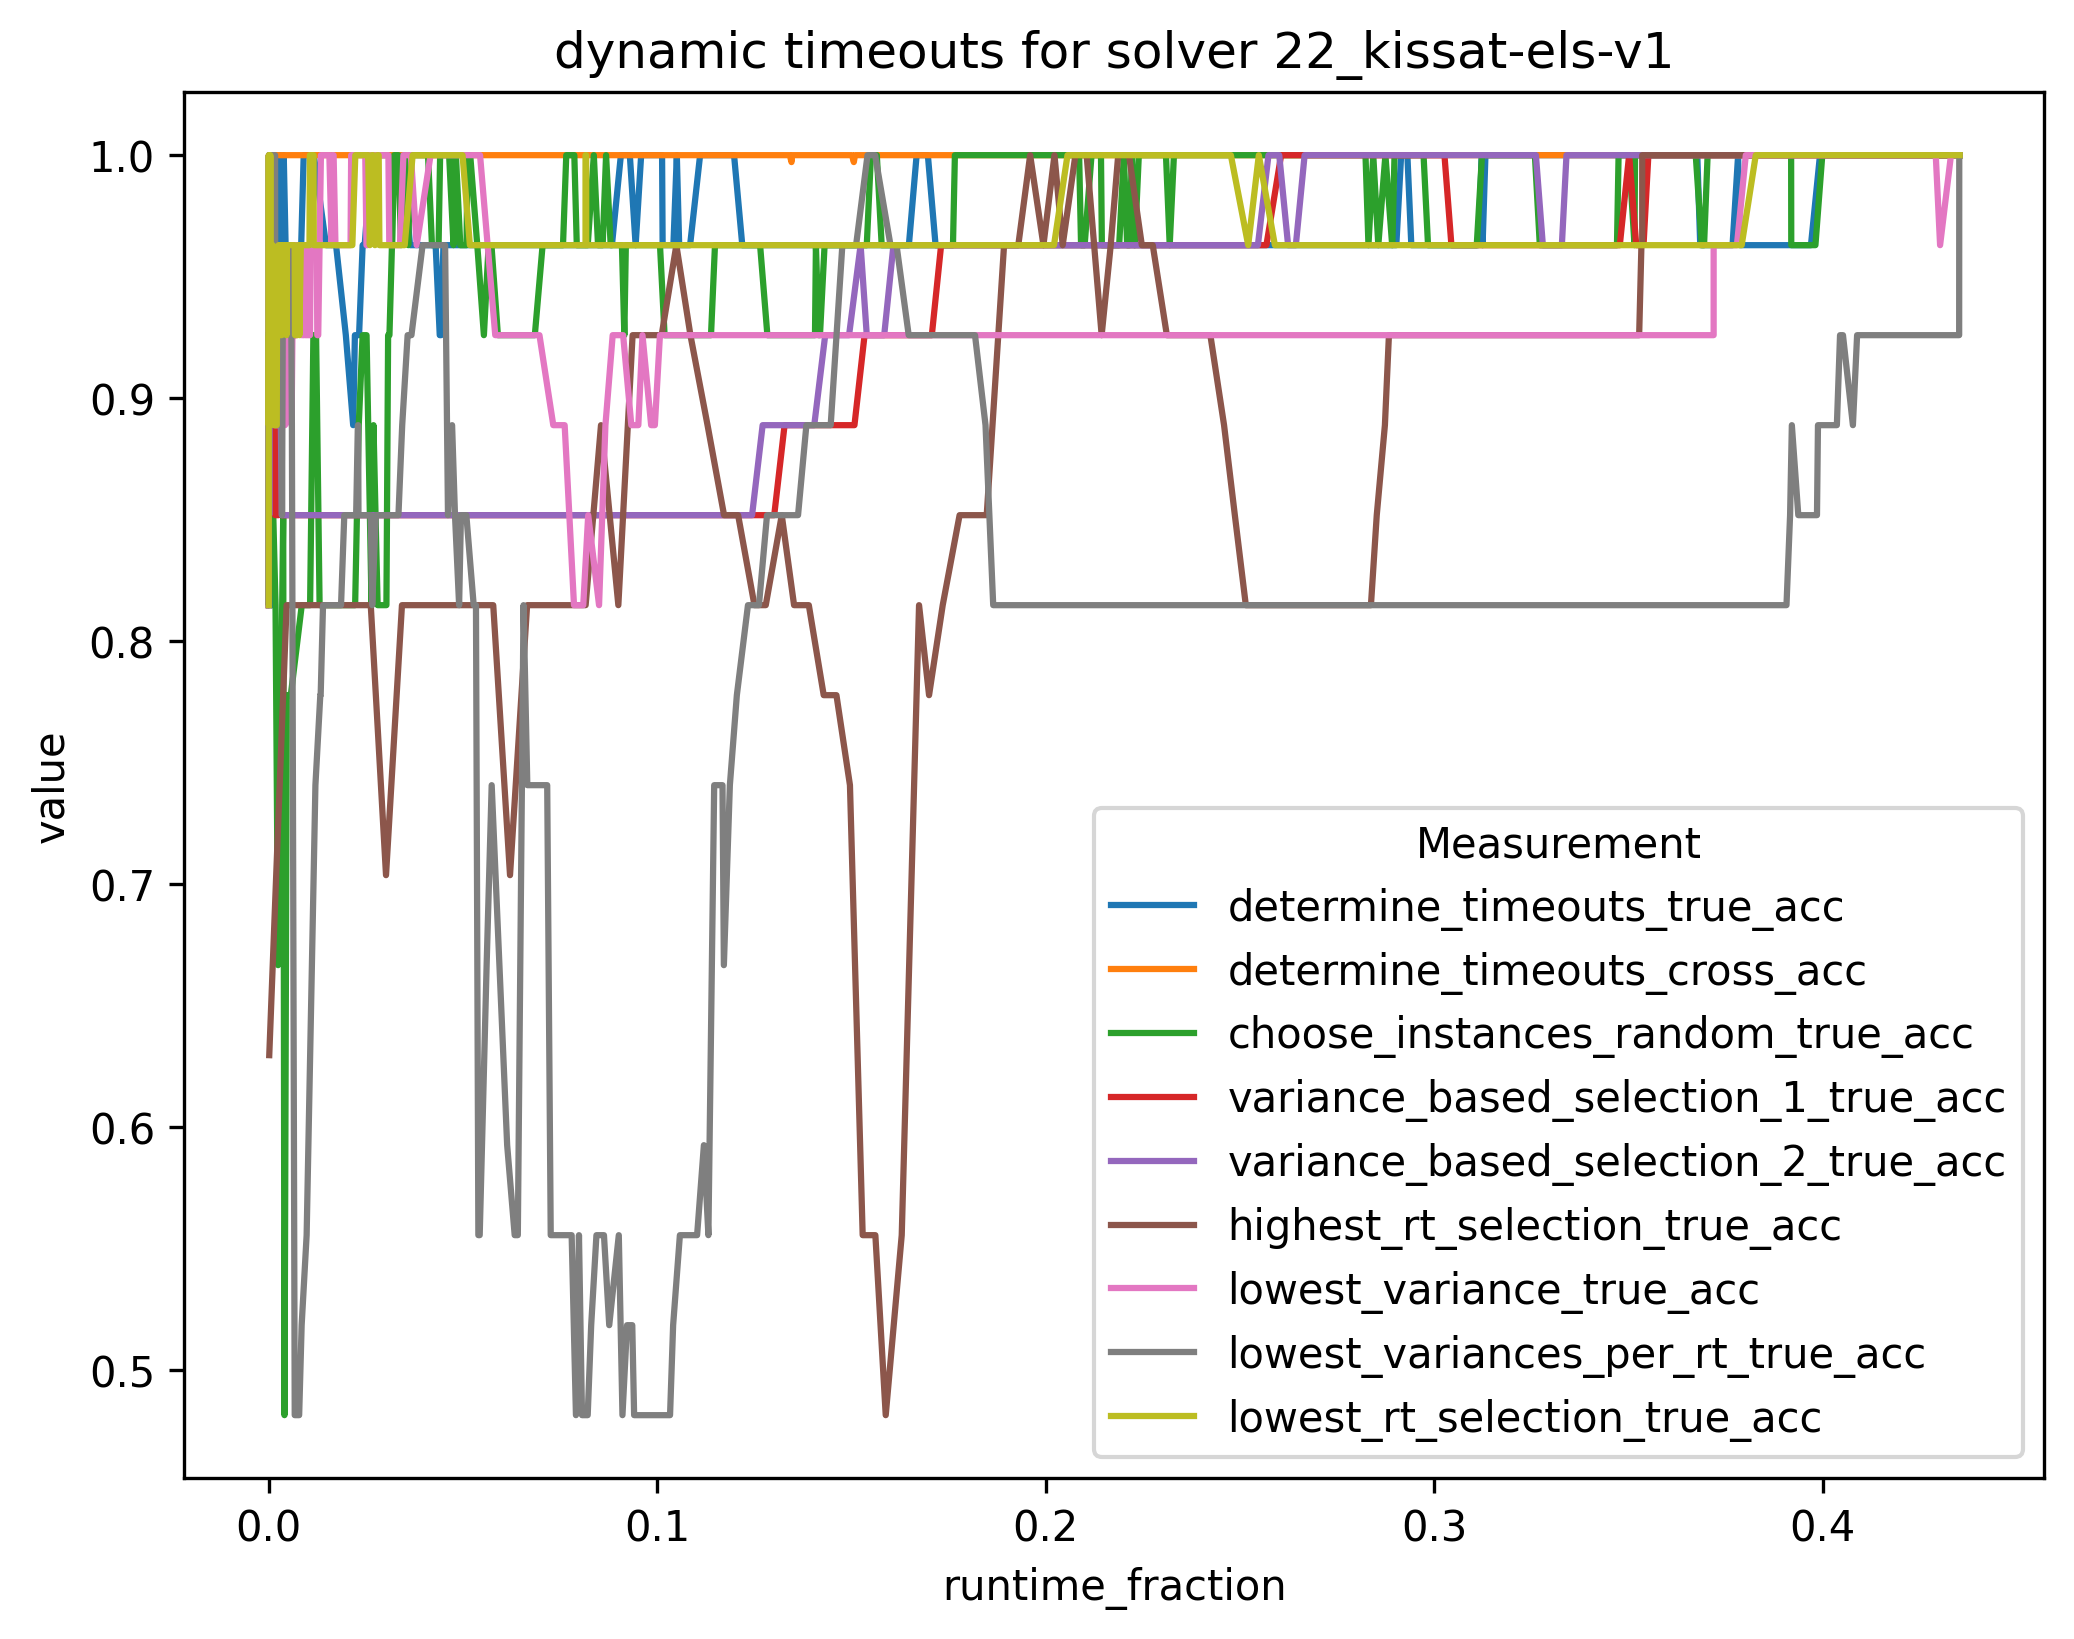 dynamic timeouts for solver 22_kissat-els-v1
1.0
0.9
0.8
0.7
0.6
0.5
value
Measurement
determine_timeouts_true_acc
determine_timeouts_cross_acc
choose_instances_random_true_acc
variance_based_selection_1_true_acc
variance_based_selection_2_true_acc
highest_rt_selection_true_acc
lowest_variance_true_acc
lowest_variances_per_rt_true_acc
lowest_rt_selection_true_acc
0.0 0.1 0.2 0.3 0.4
runtime_fraction